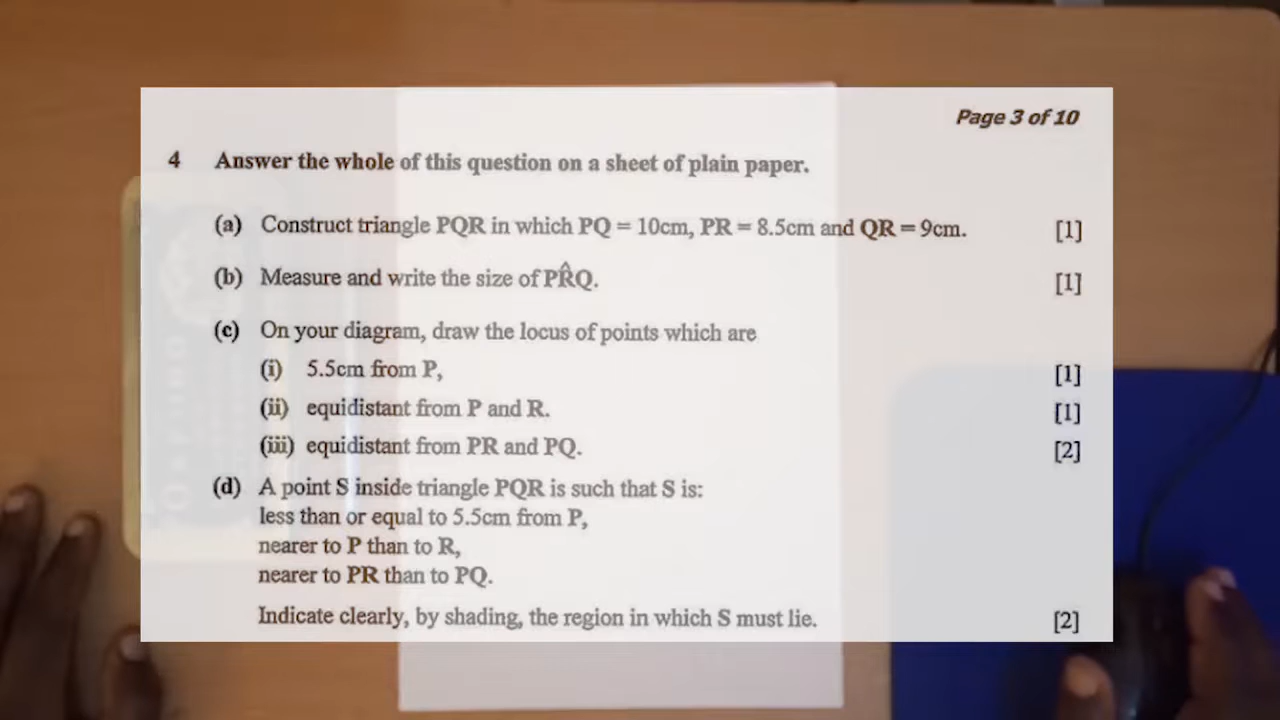 Page 3 of 10
4 Answer the whole of this question on a sheet of plain paper.
(a) Construct triangle PQR in which PQ = 10cm, PR = 8.5cm and QR = 9cm. [1]
(b) Measure and write the size of PR̂Q. [1]
(c) On your diagram, draw the locus of points which are
(i) 5.5cm from P, [1]
(ii) equidistant from P and R. [1]
(iii) equidistant from PR and PQ. [2]
(d) A point S inside triangle PQR is such that S is:
less than or equal to 5.5cm from P,
nearer to P than to R,
nearer to PR than to PQ.
Indicate clearly, by shading, the region in which S must lie. [2]